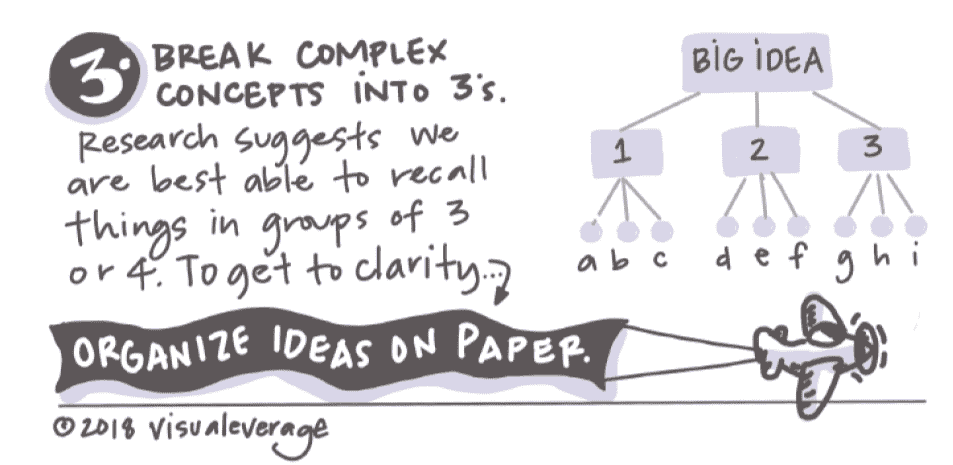 3.
BREAK COMPLEX
CONCEPTS INTO 3's.
Research suggests we
are best able to recall
things in groups of 3
or 4. To get to clarity...
BIG IDEA
1 2 3
a b c d e f g h i
ORGANIZE IDEAS ON PAPER.
© 2018 visualeverage